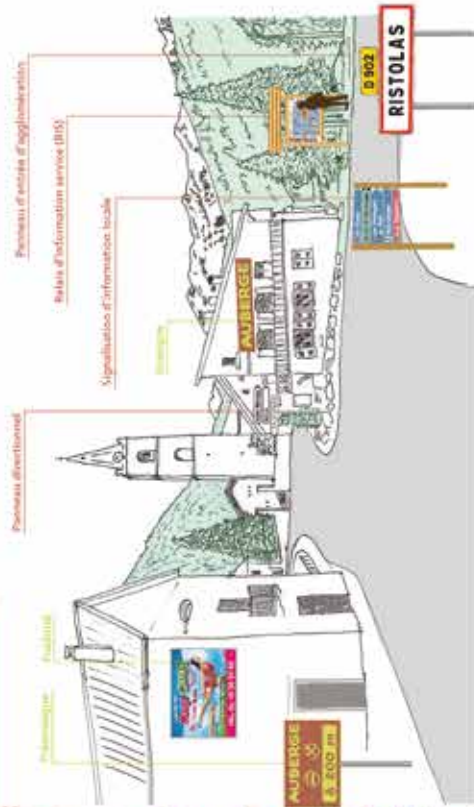 Préenseigne
Publicité
Panneau directionnel
Enseigne
Signalisation d'information locale
Relais d'information service (RIS)
Panneau d'entrée d'agglomération
AUBERGE
à 200 m
AUBERGE
D 902
RISTOLAS